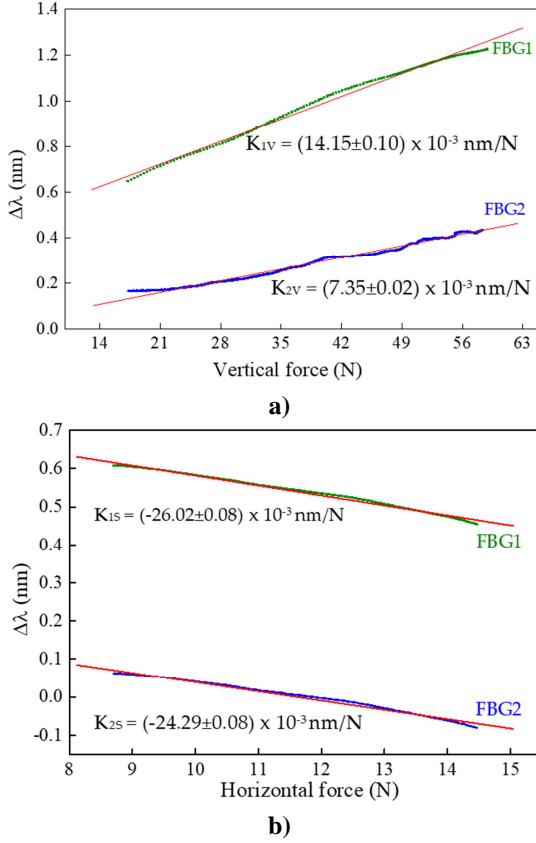 1.4
FBG1
1.2
1.0
K1V = (14.15±0.10) x 10-3 nm/N
0.8
Δλ (nm)
0.6
FBG2
0.4
0.2
K2V = (7.35±0.02) x 10-3 nm/N
0.0
14 21 28 35 42 49 56 63
Vertical force (N)
a)
0.7
0.6
0.5
K1S = (-26.02±0.08) x 10-3 nm/N
FBG1
0.4
Δλ (nm)
0.3
0.2
0.1
FBG2
0.0
K2S = (-24.29±0.08) x 10-3 nm/N
-0.1
8 9 10 11 12 13 14 15
Horizontal force (N)
b)